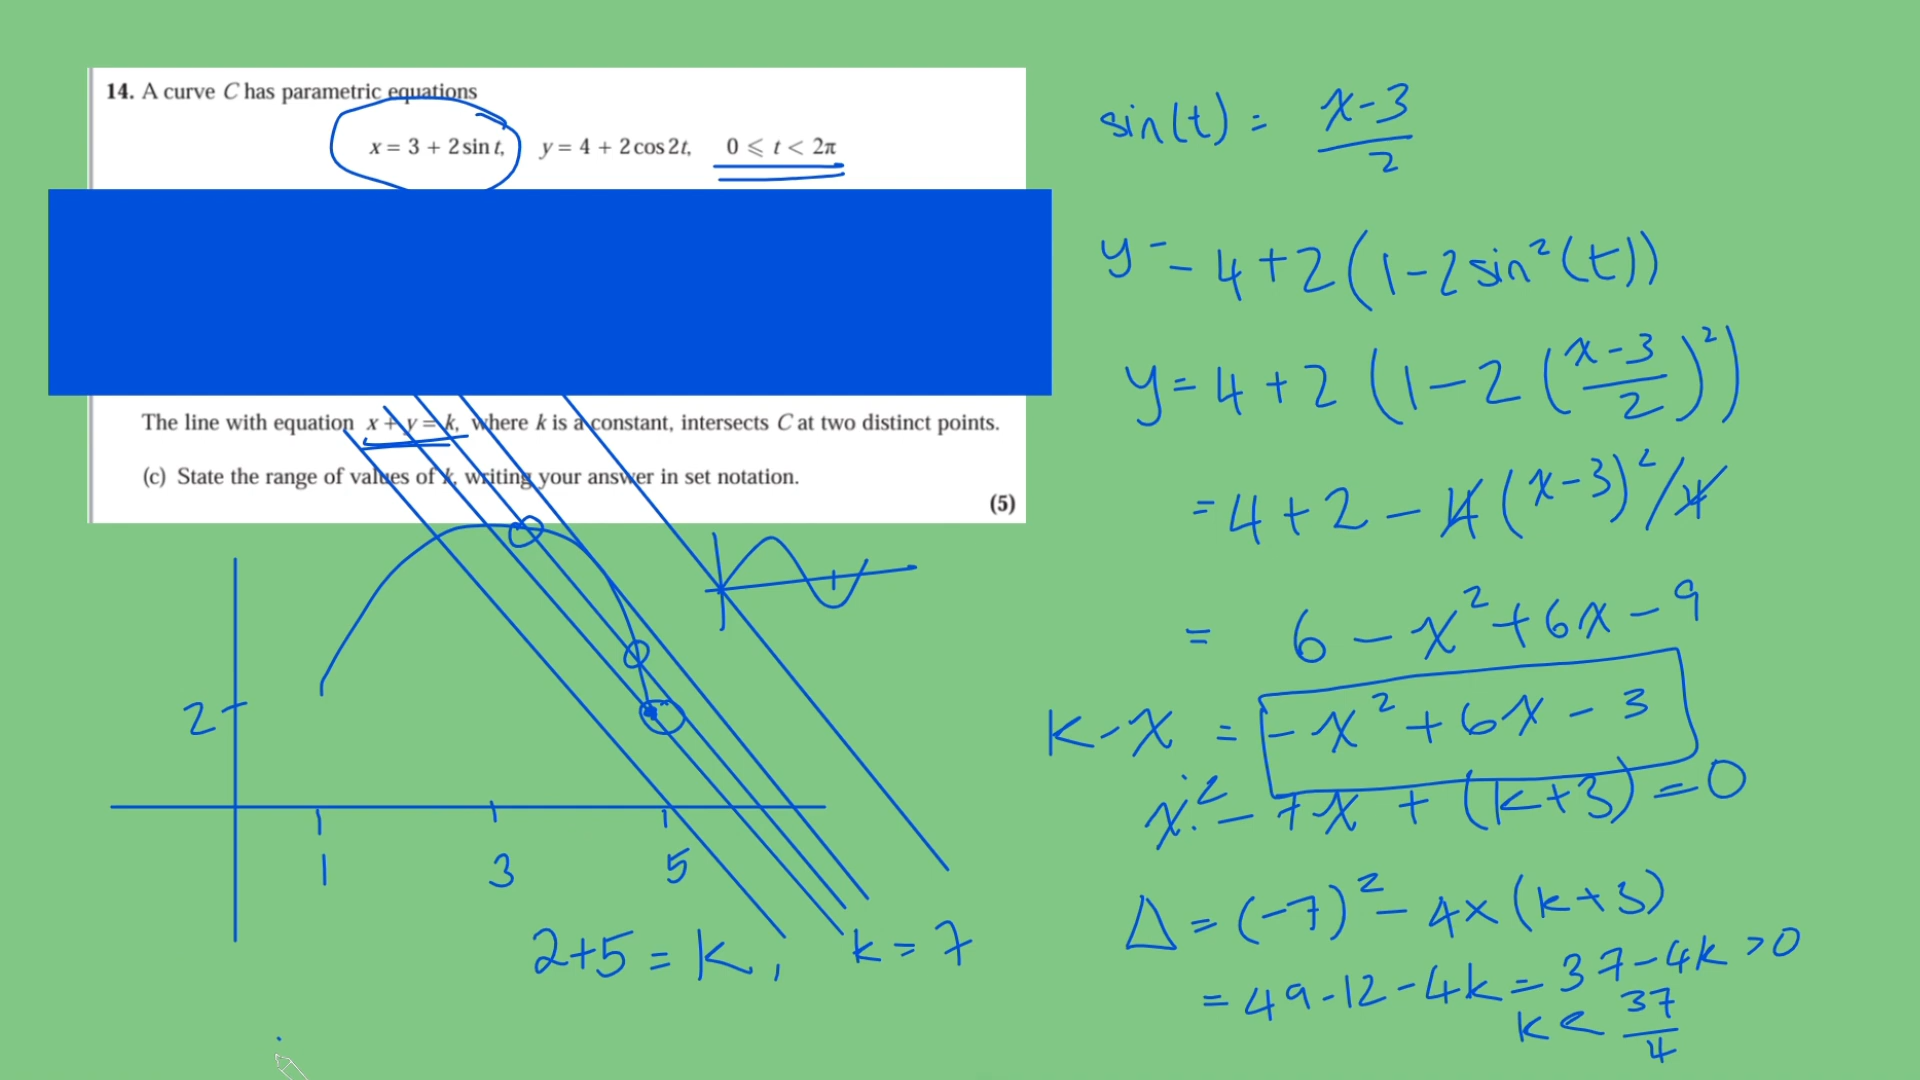 14. A curve C has parametric equations
x = 3 + 2 sin t, y = 4 + 2 cos 2t, 0 ⩽ t < 2π
The line with equation x + y = k, where k is a constant, intersects C at two distinct points.
(c) State the range of values of k, writing your answer in set notation.
(5)
2
1 3 5
2+5 = k, k = 7
sin(t) = (x-3)/2
y = 4+2(1-2sin²(t))
y = 4+2(1-2((x-3)/2)²)
= 4+2-4(x-3)²/4
= 6-x²+6x-9
k-x = -x²+6x-3
x²-7x+(k+3)=0
Δ = (-7)²-4×(k+3)
= 49-12-4k = 37-4k >0
k < 37/4